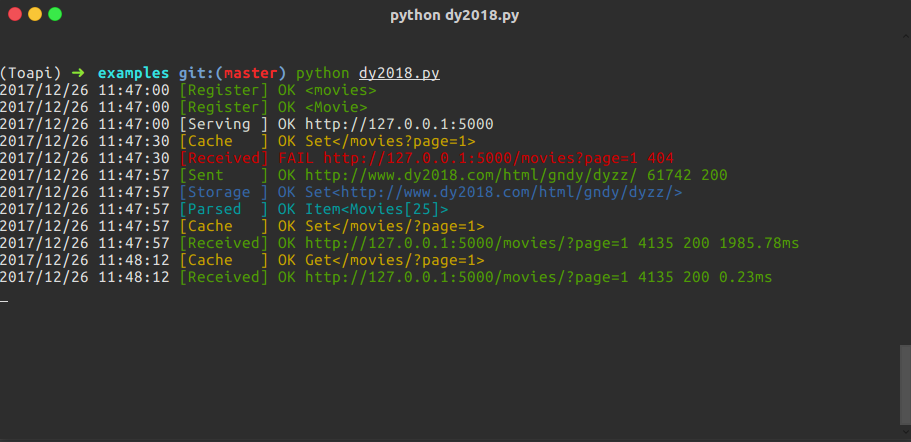 python dy2018.py
(Toapi) ➜ examples git:(master) python dy2018.py
2017/12/26 11:47:00 [Register] OK <movies>
2017/12/26 11:47:00 [Register] OK <Movie>
2017/12/26 11:47:00 [Serving ] OK http://127.0.0.1:5000
2017/12/26 11:47:30 [Cache   ] OK Set</movies?page=1>
2017/12/26 11:47:30 [Received] FAIL http://127.0.0.1:5000/movies?page=1 404
2017/12/26 11:47:57 [Sent    ] OK http://www.dy2018.com/html/gndy/dyzz/ 61742 200
2017/12/26 11:47:57 [Storage ] OK Set<http://www.dy2018.com/html/gndy/dyzz/>
2017/12/26 11:47:57 [Parsed  ] OK Item<Movies[25]>
2017/12/26 11:47:57 [Cache   ] OK Set</movies/?page=1>
2017/12/26 11:47:57 [Received] OK http://127.0.0.1:5000/movies/?page=1 4135 200 1985.78ms
2017/12/26 11:48:12 [Cache   ] OK Get</movies/?page=1>
2017/12/26 11:48:12 [Received] OK http://127.0.0.1:5000/movies/?page=1 4135 200 0.23ms